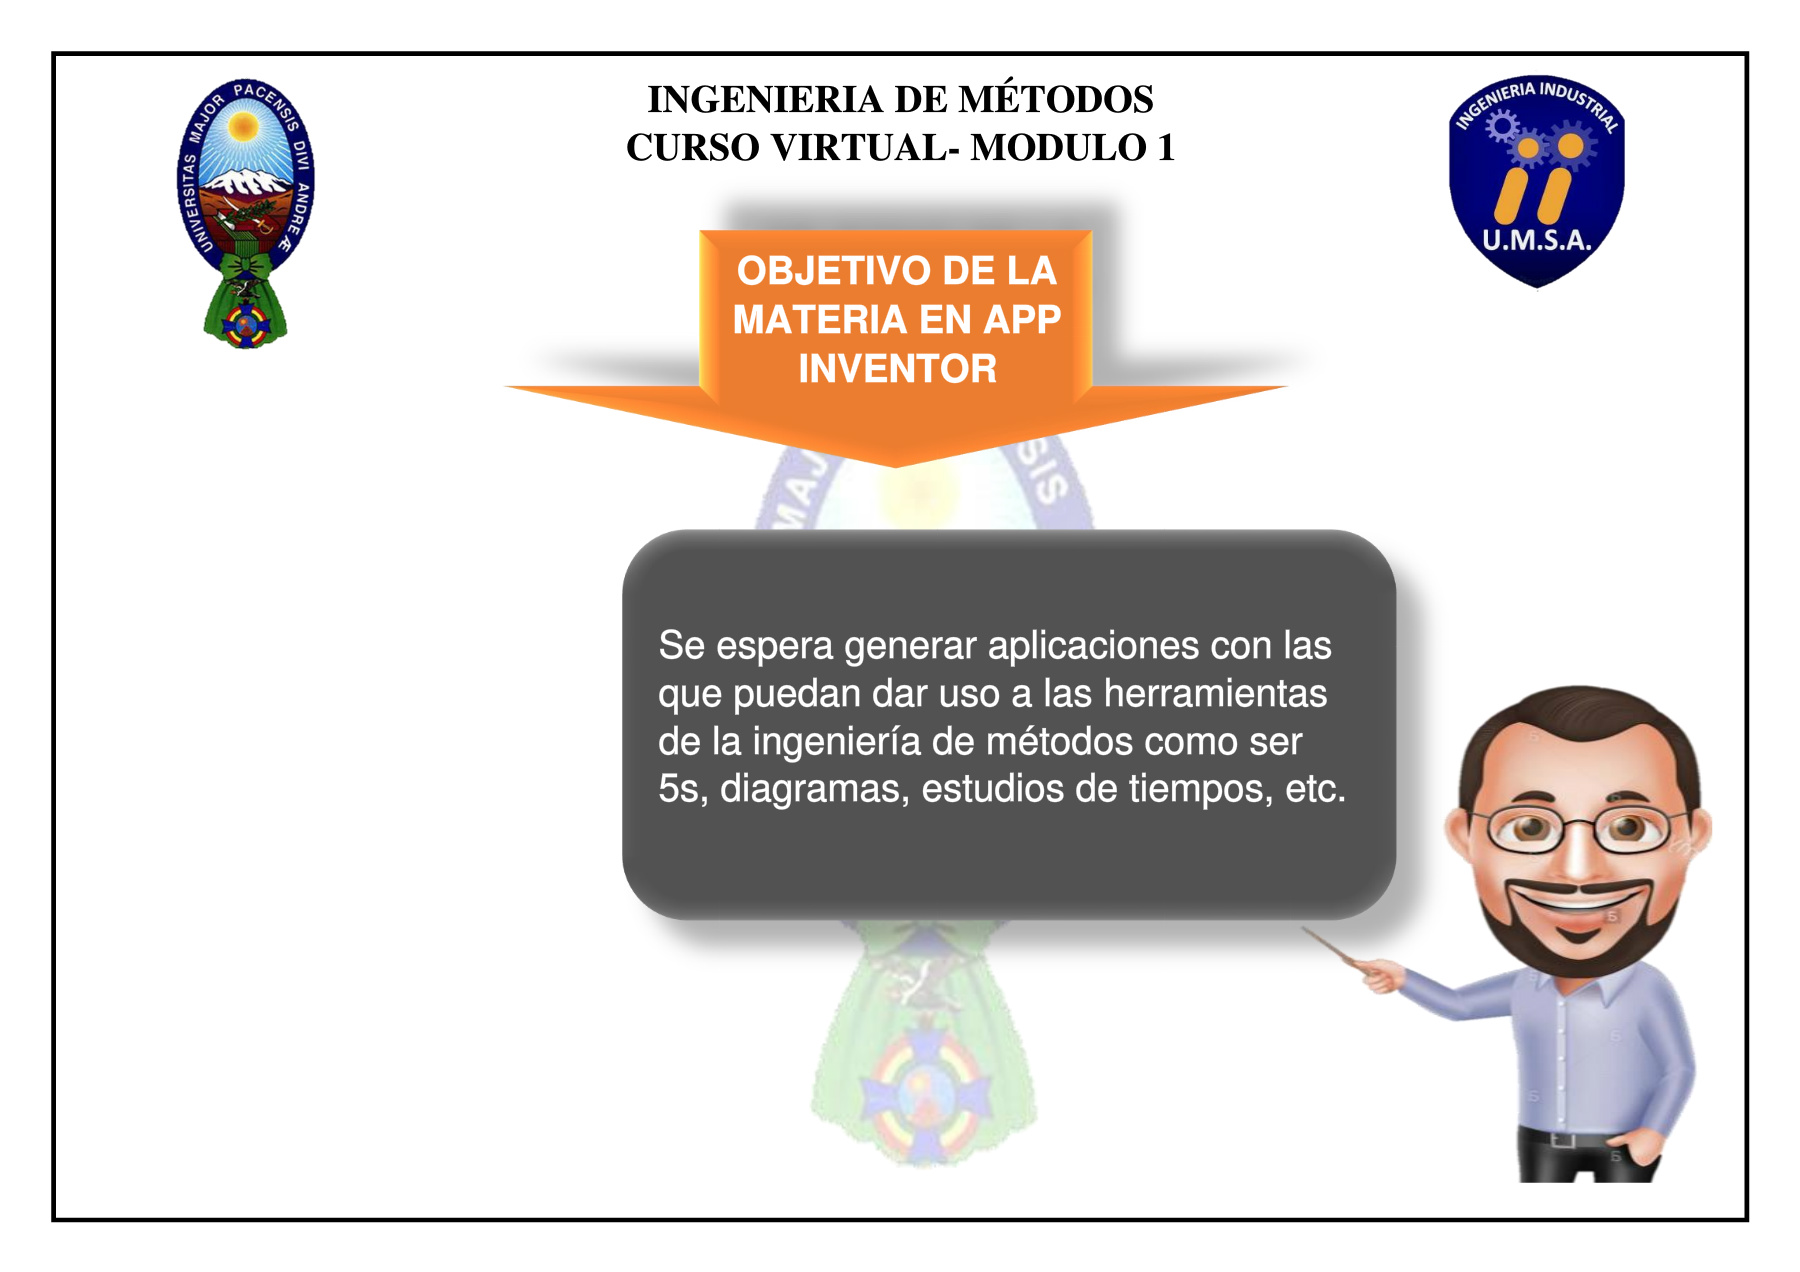 INGENIERIA DE MÉTODOS
CURSO VIRTUAL- MODULO 1
UNIVERSITAS MAJOR PACENSIS DIVI ANDREÆ
INGENIERIA INDUSTRIAL
U.M.S.A.
OBJETIVO DE LA
MATERIA EN APP
INVENTOR
MAJ
SIS
Se espera generar aplicaciones con las
que puedan dar uso a las herramientas
de la ingeniería de métodos como ser
5s, diagramas, estudios de tiempos, etc.